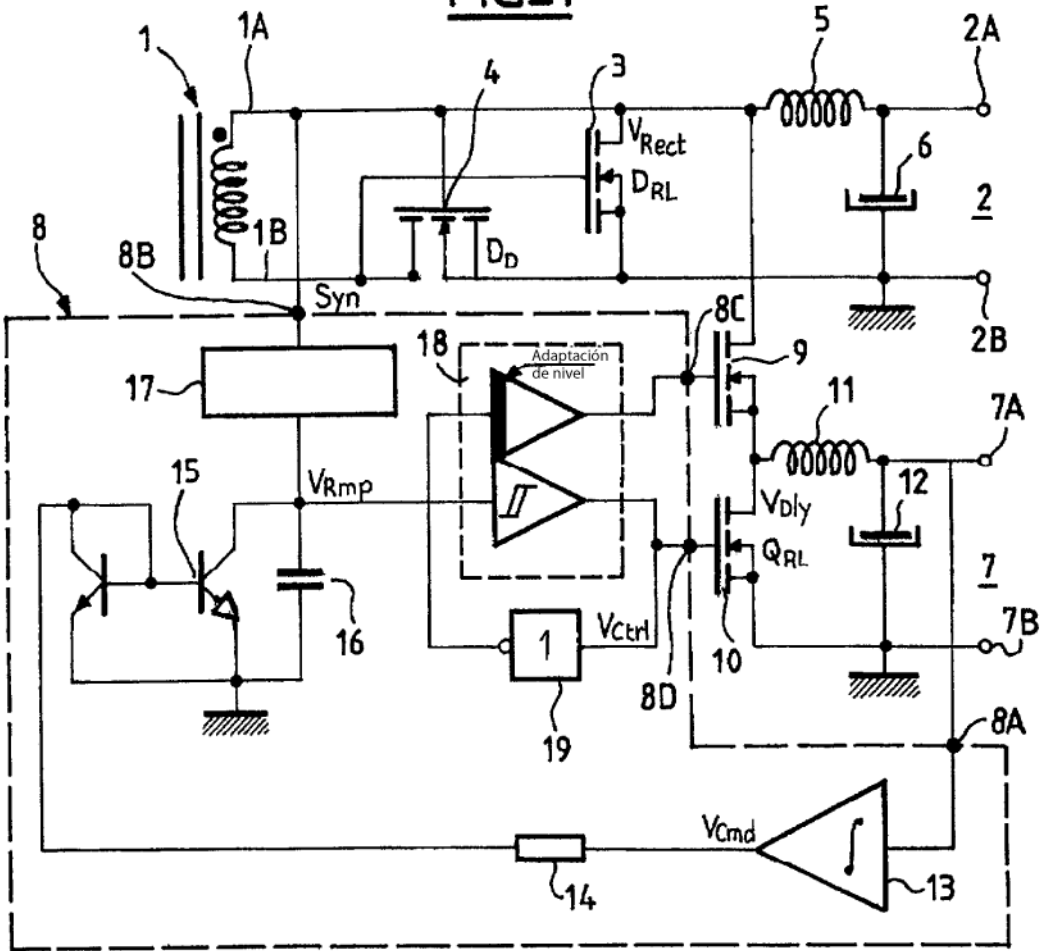 1
1A
4
3
5
2A
V_Rect
D_RL
6
2
D_D
1B
8
8B
Syn
8C
2B
18
Adaptación
de nivel
9
17
11
7A
15
V_Rmp
12
V_Dly
Q_RL
7
16
1
V_Ctrl
10
7B
8D
19
8A
V_Cmd
∫
14
13